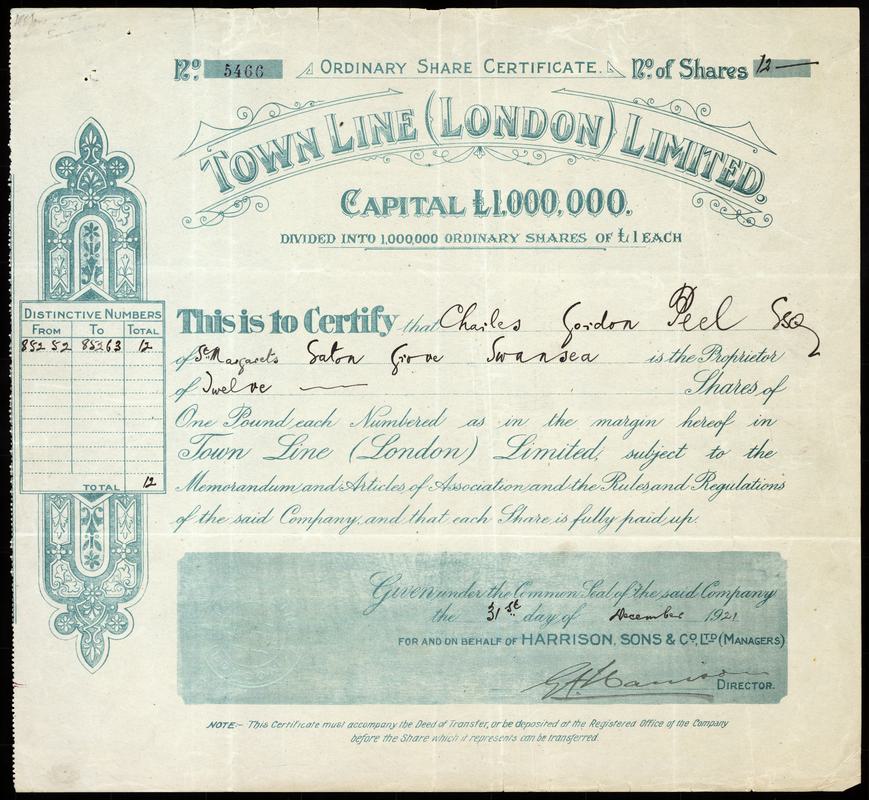 No. 5466 ORDINARY SHARE CERTIFICATE. No. of Shares 12
TOWN LINE (LONDON) LIMITED.
CAPITAL £1,000,000.
DIVIDED INTO 1,000,000 ORDINARY SHARES OF £1 EACH
DISTINCTIVE NUMBERS
FROM TO TOTAL
85252 85263 12
TOTAL 12
This is to Certify that Charles Gordon Peel Esq
of St Margarets Eaton Grove Swansea is the Proprietor
of Twelve Shares of
One Pound each Numbered as in the margin hereof in
Town Line (London) Limited, subject to the
Memorandum and Articles of Association and the Rules and Regulations
of the said Company, and that each Share is fully paid up.
Given under the Common Seal of the said Company
the 31st day of December 1921
FOR AND ON BEHALF OF HARRISON, SONS & CO, LTD (MANAGERS)
DIRECTOR.
NOTE:- This Certificate must accompany the Deed of Transfer, or be deposited at the Registered Office of the Company
before the Share which it represents can be transferred.